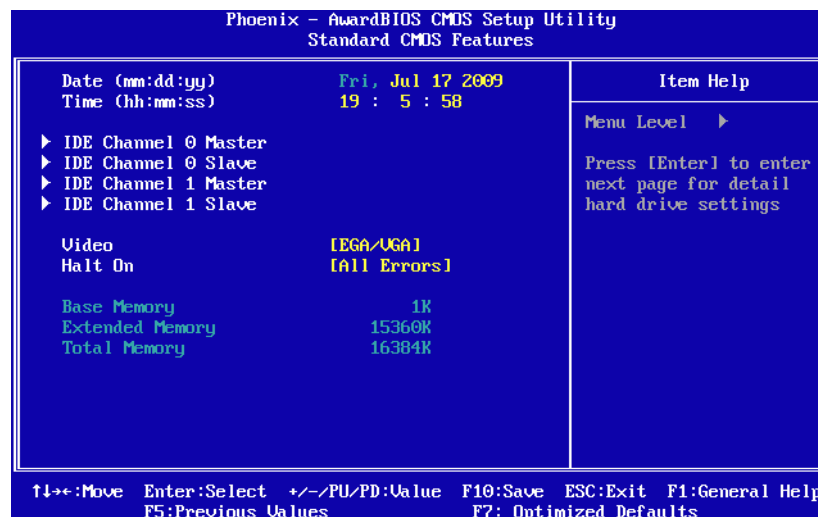 Phoenix - AwardBIOS CMOS Setup Utility
Standard CMOS Features
Date (mm:dd:yy) Fri, Jul 17 2009
Time (hh:mm:ss) 19 : 5 : 58
IDE Channel 0 Master
IDE Channel 0 Slave
IDE Channel 1 Master
IDE Channel 1 Slave
Video [EGA/VGA]
Halt On [All Errors]
Base Memory 1K
Extended Memory 15360K
Total Memory 16384K
Item Help
Menu Level
Press [Enter] to enter
next page for detail
hard drive settings
↑↓→←:Move Enter:Select +/-/PU/PD:Value F10:Save ESC:Exit F1:General Help
F5:Previous Values F7: Optimized Defaults